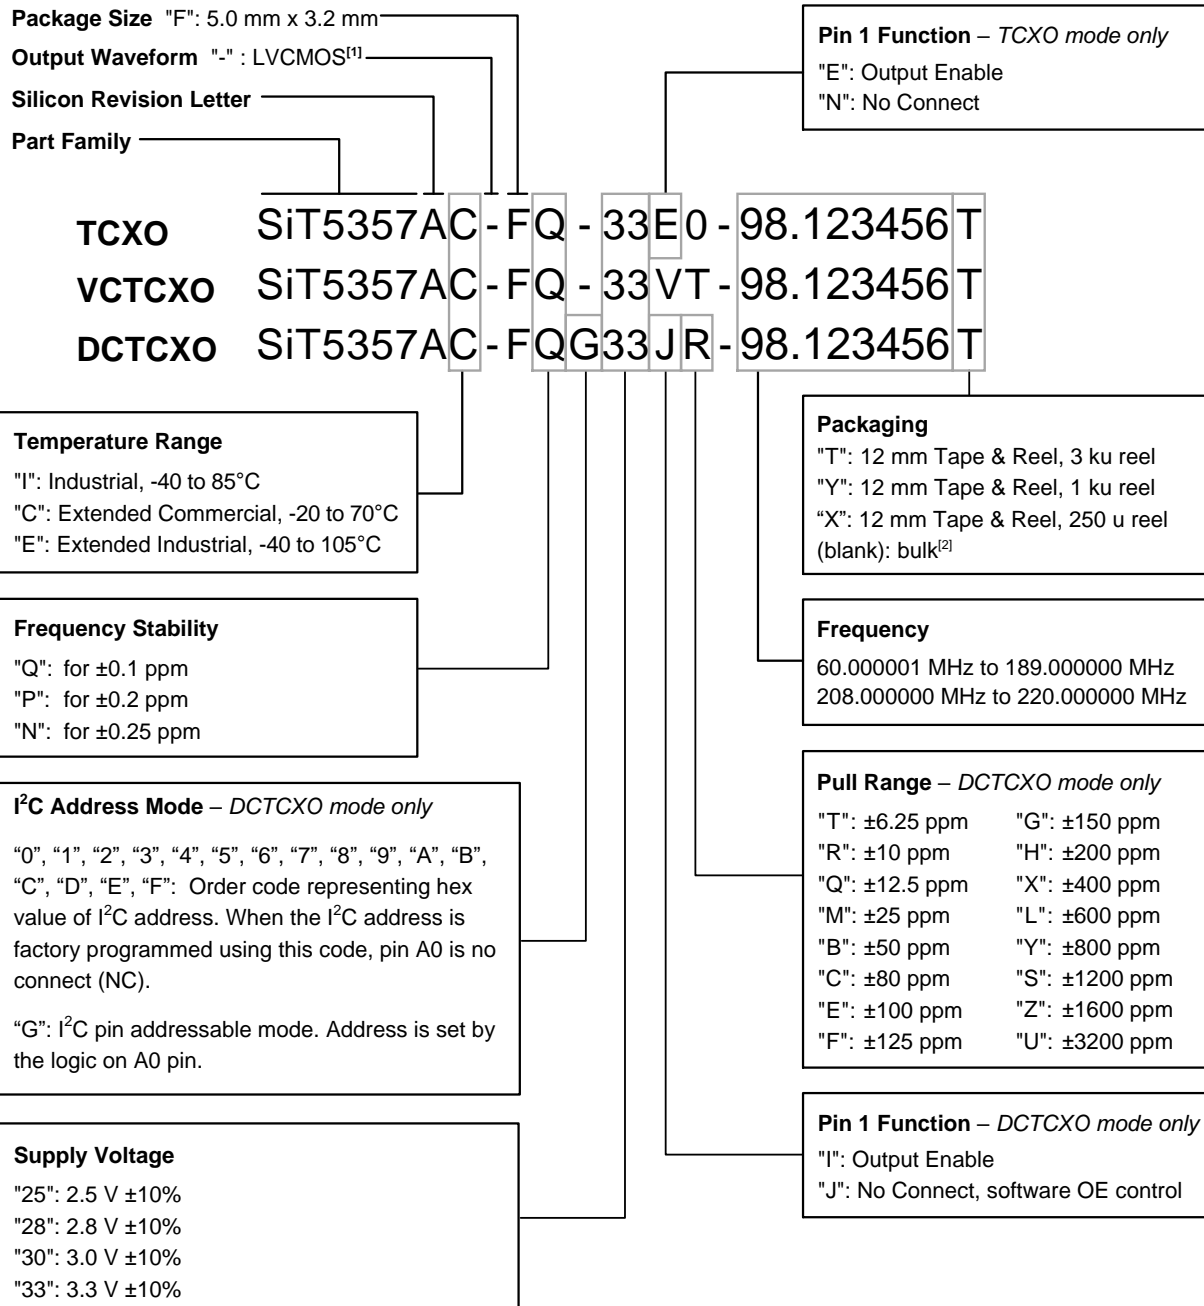 Package Size "F": 5.0 mm x 3.2 mm
Output Waveform "-" : LVCMOS[1]
Silicon Revision Letter
Part Family
Pin 1 Function – TCXO mode only
"E": Output Enable
"N": No Connect
TCXO SiT5357AC-FQ-33E0-98.123456T
VCTCXO SiT5357AC-FQ-33VT-98.123456T
DCTCXO SiT5357AC-FQG33JR-98.123456T
Temperature Range
"I": Industrial, -40 to 85°C
"C": Extended Commercial, -20 to 70°C
"E": Extended Industrial, -40 to 105°C
Frequency Stability
"Q": for ±0.1 ppm
"P": for ±0.2 ppm
"N": for ±0.25 ppm
I2C Address Mode – DCTCXO mode only
“0”, “1”, “2”, “3”, “4”, “5”, “6”, “7”, “8”, “9”, “A”, “B”,
“C”, “D”, “E”, “F”: Order code representing hex
value of I2C address. When the I2C address is
factory programmed using this code, pin A0 is no
connect (NC).
“G”: I2C pin addressable mode. Address is set by
the logic on A0 pin.
Supply Voltage
"25": 2.5 V ±10%
"28": 2.8 V ±10%
"30": 3.0 V ±10%
"33": 3.3 V ±10%
Packaging
"T": 12 mm Tape & Reel, 3 ku reel
"Y": 12 mm Tape & Reel, 1 ku reel
“X”: 12 mm Tape & Reel, 250 u reel
(blank): bulk[2]
Frequency
60.000001 MHz to 189.000000 MHz
208.000000 MHz to 220.000000 MHz
Pull Range – DCTCXO mode only
"T": ±6.25 ppm "G": ±150 ppm
"R": ±10 ppm "H": ±200 ppm
"Q": ±12.5 ppm "X": ±400 ppm
"M": ±25 ppm "L": ±600 ppm
"B": ±50 ppm "Y": ±800 ppm
"C": ±80 ppm "S": ±1200 ppm
"E": ±100 ppm "Z": ±1600 ppm
"F": ±125 ppm "U": ±3200 ppm
Pin 1 Function – DCTCXO mode only
"I": Output Enable
"J": No Connect, software OE control